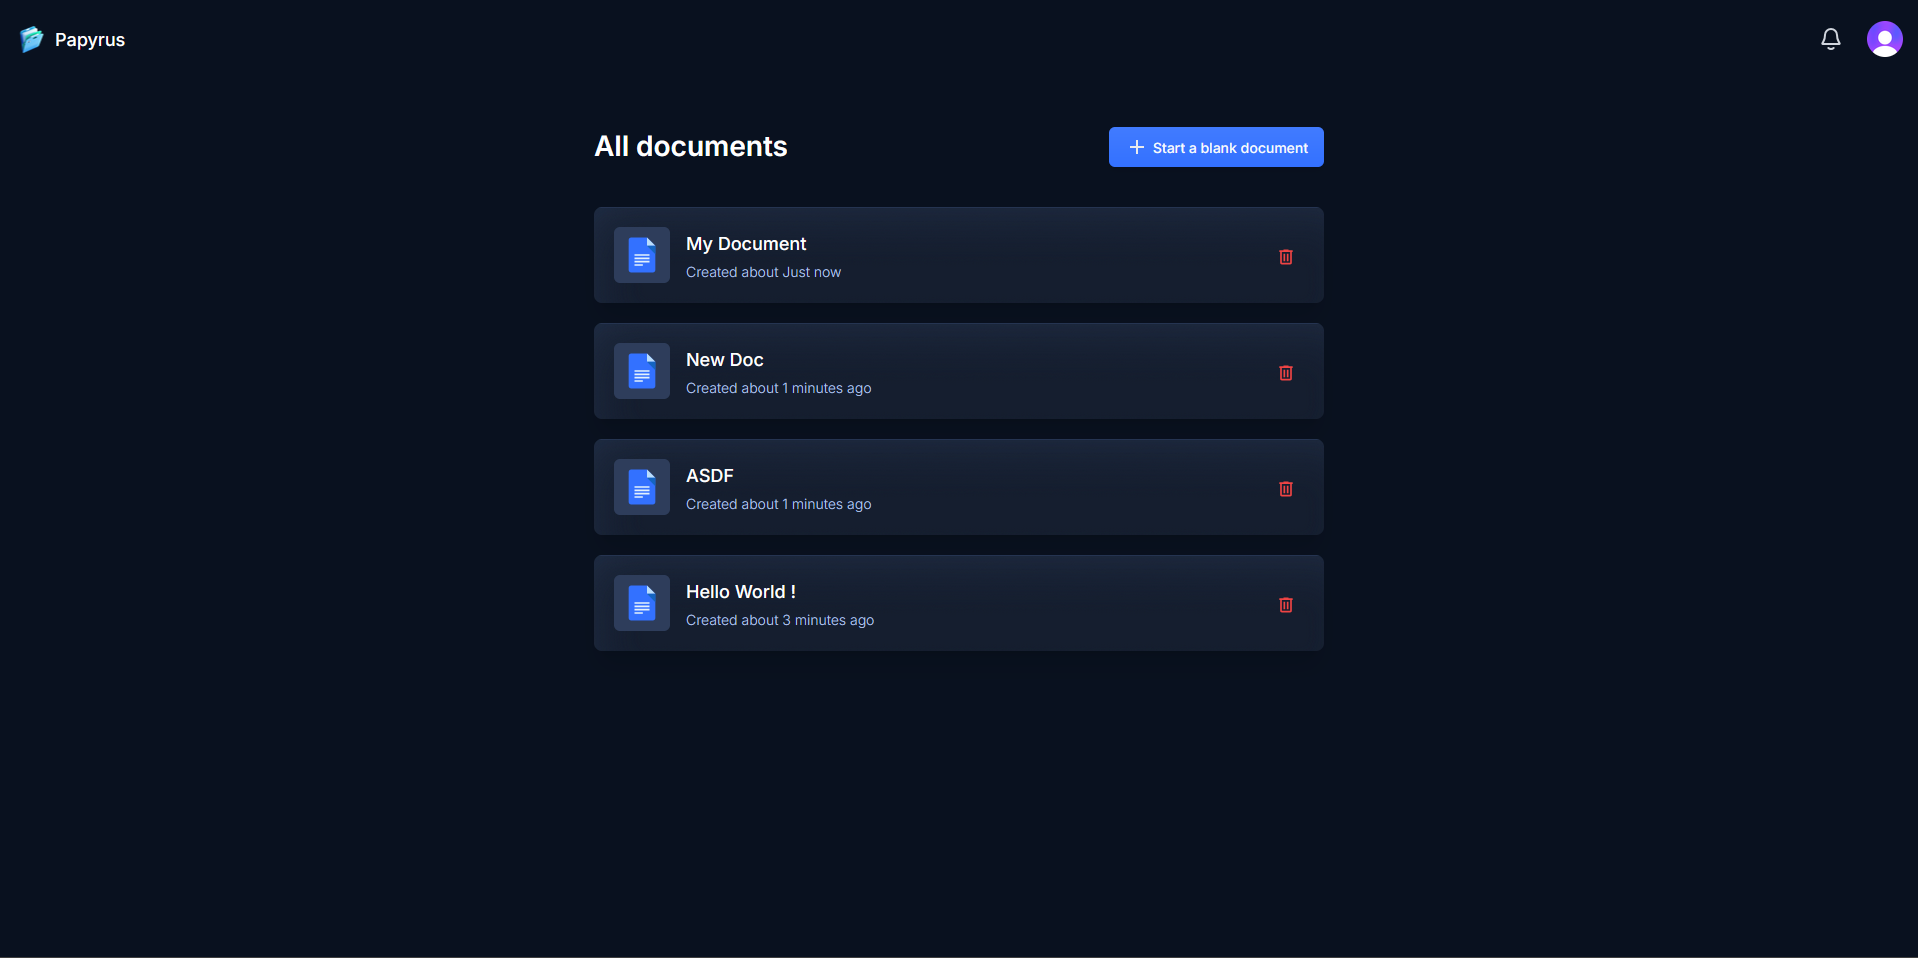 Papyrus
All documents
Start a blank document
My Document
Created about Just now
New Doc
Created about 1 minutes ago
ASDF
Created about 1 minutes ago
Hello World !
Created about 3 minutes ago